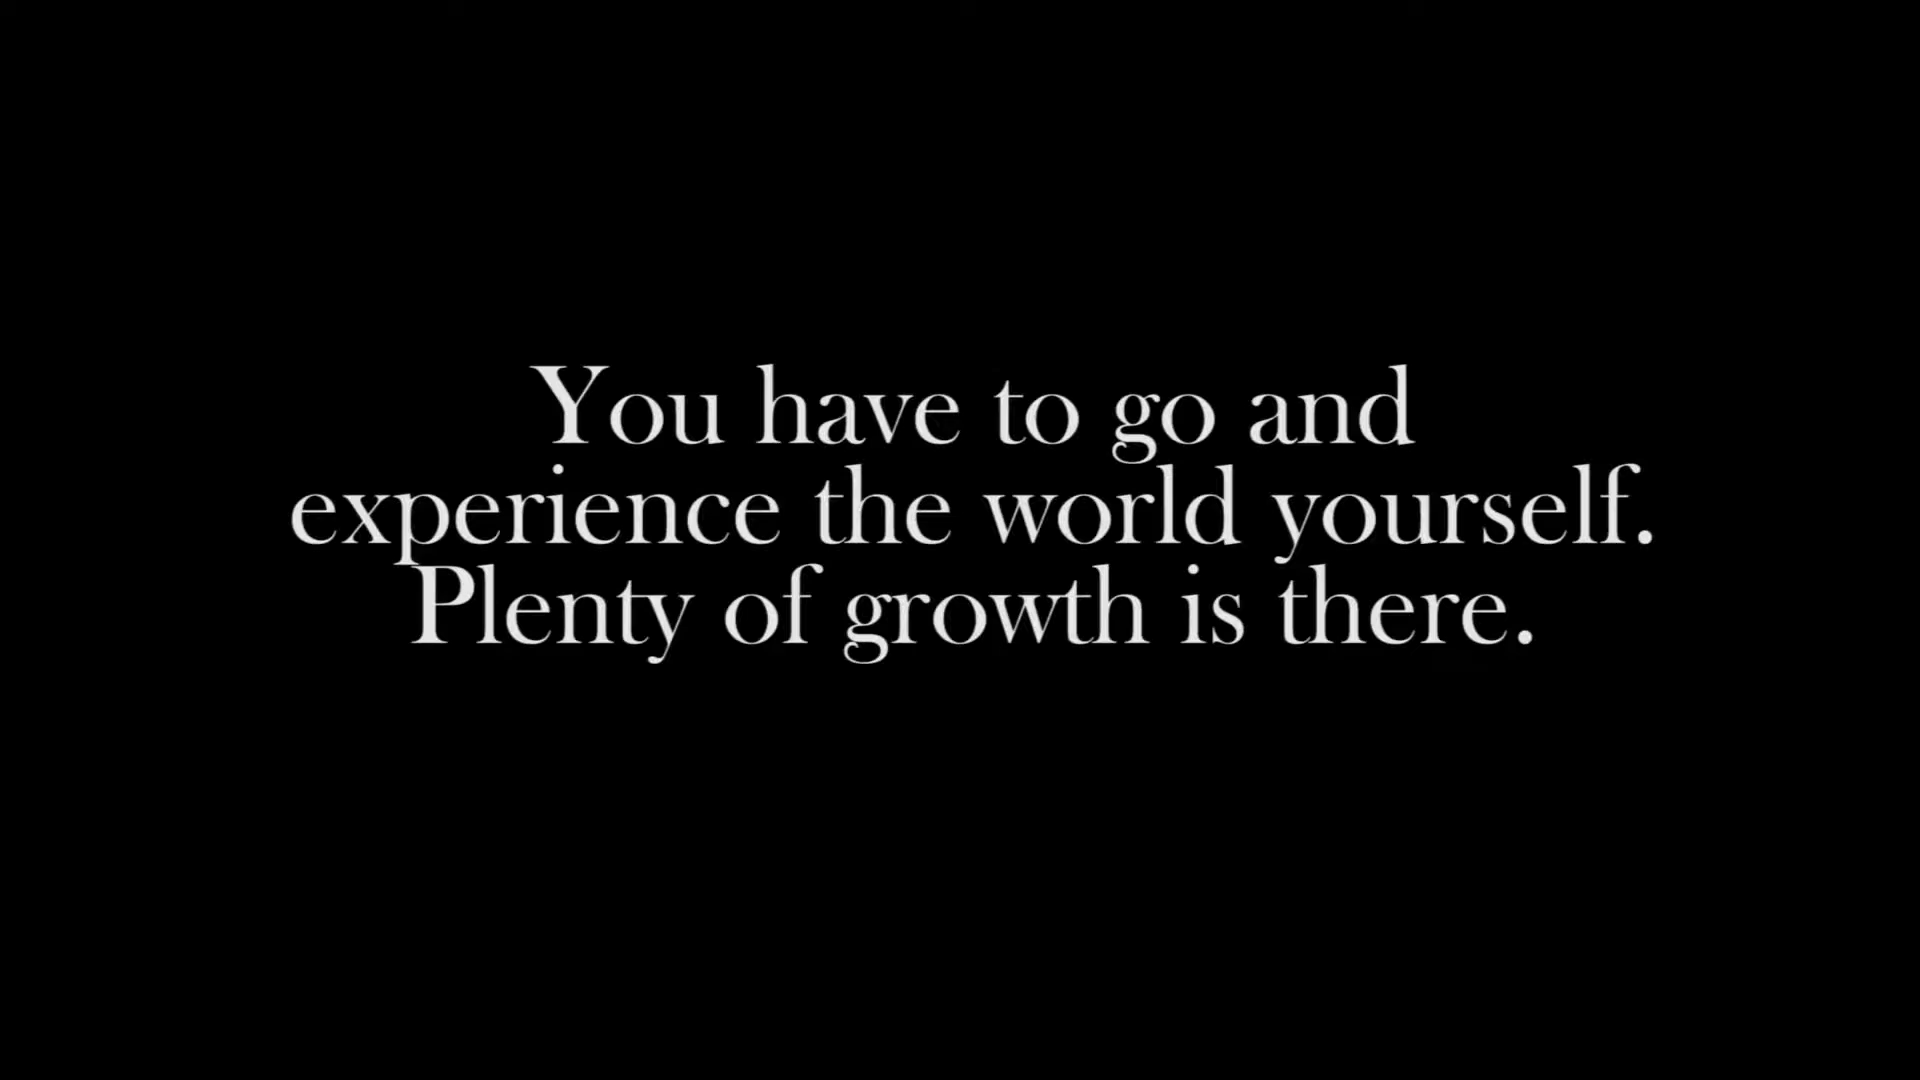 You have to go and
experience the world yourself.
Plenty of growth is there.